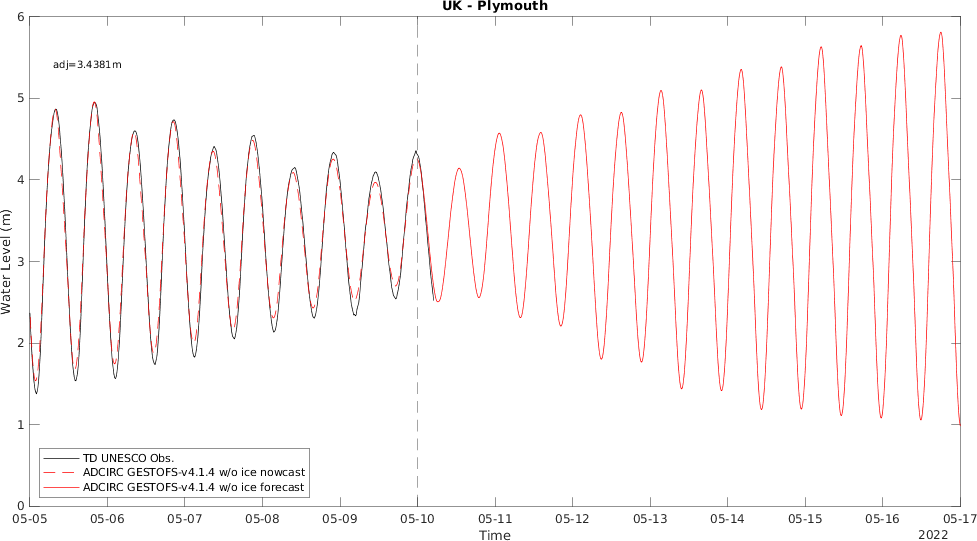 UK - Plymouth
adj=3.4381m
Water Level (m)
6
5
4
3
2
1
0
TD UNESCO Obs.
ADCIRC GESTOFS-v4.1.4 w/o ice nowcast
ADCIRC GESTOFS-v4.1.4 w/o ice forecast
05-05 05-06 05-07 05-08 05-09 05-10 05-11 05-12 05-13 05-14 05-15 05-16 05-17
Time
2022